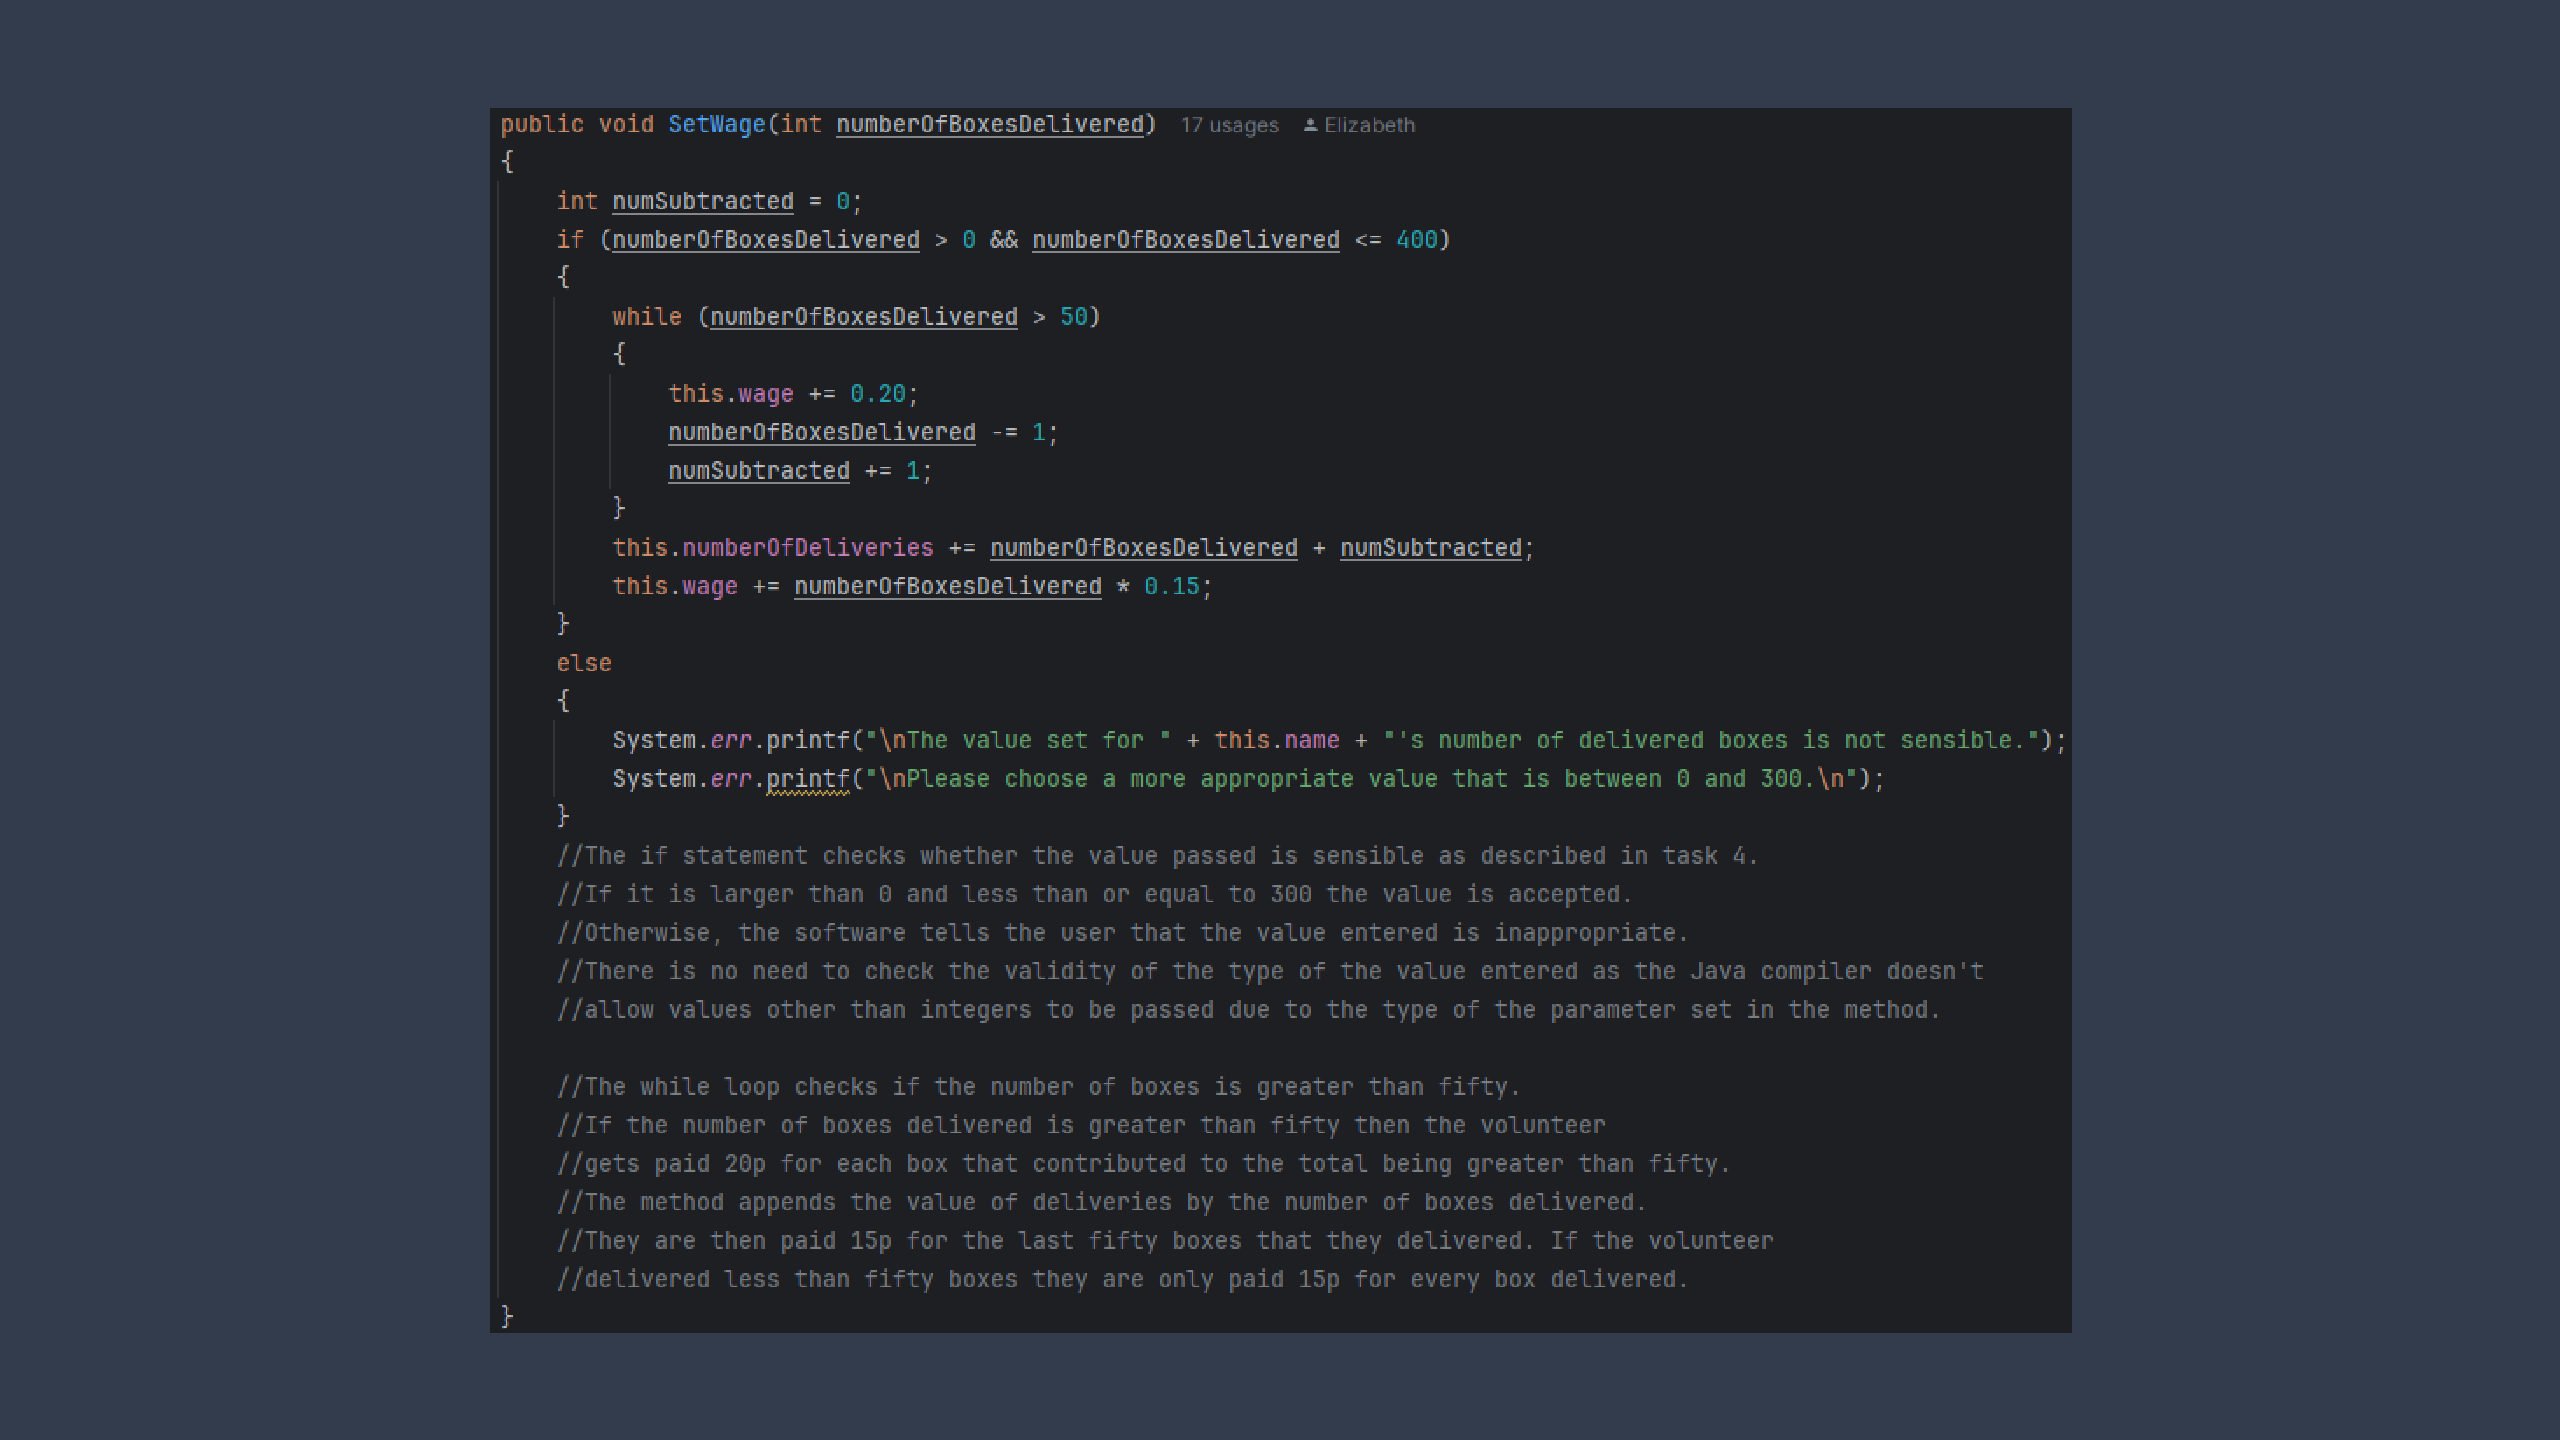 public void SetWage(int numberOfBoxesDelivered) 17 usages Elizabeth
{
int numSubtracted = 0;
if (numberOfBoxesDelivered > 0 && numberOfBoxesDelivered <= 400)
{
while (numberOfBoxesDelivered > 50)
{
this.wage += 0.20;
numberOfBoxesDelivered -= 1;
numSubtracted += 1;
}
this.numberOfDeliveries += numberOfBoxesDelivered + numSubtracted;
this.wage += numberOfBoxesDelivered * 0.15;
}
else
{
System.err.printf("\nThe value set for " + this.name + "'s number of delivered boxes is not sensible.");
System.err.printf("\nPlease choose a more appropriate value that is between 0 and 300.\n");
}
//The if statement checks whether the value passed is sensible as described in task 4.
//If it is larger than 0 and less than or equal to 300 the value is accepted.
//Otherwise, the software tells the user that the value entered is inappropriate.
//There is no need to check the validity of the type of the value entered as the Java compiler doesn't
//allow values other than integers to be passed due to the type of the parameter set in the method.
//The while loop checks if the number of boxes is greater than fifty.
//If the number of boxes delivered is greater than fifty then the volunteer
//gets paid 20p for each box that contributed to the total being greater than fifty.
//The method appends the value of deliveries by the number of boxes delivered.
//They are then paid 15p for the last fifty boxes that they delivered. If the volunteer
//delivered less than fifty boxes they are only paid 15p for every box delivered.
}